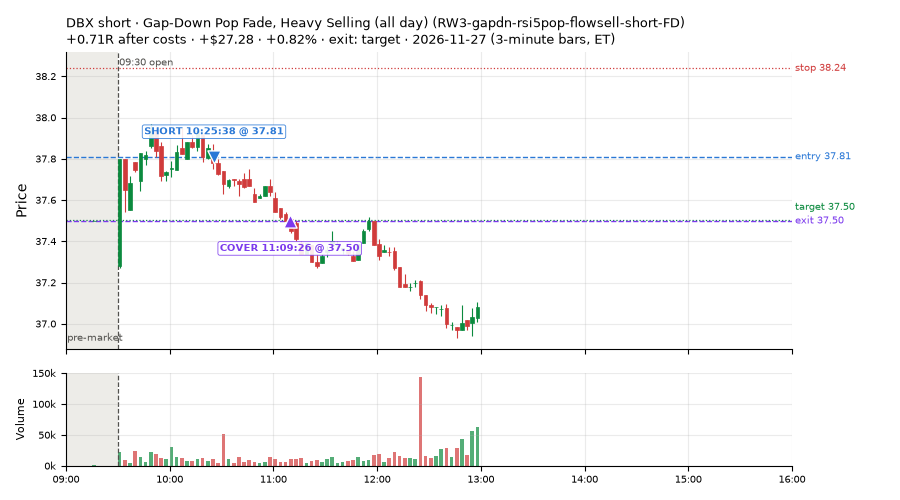 DBX short · Gap-Down Pop Fade, Heavy Selling (all day) (RW3-gapdn-rsi5pop-flowsell-short-FD)
+0.71R after costs · +$27.28 · +0.82% · exit: target · 2026-11-27 (3-minute bars, ET)
09:30 open
stop 38.24
38.2
38.0
SHORT 10:25:38 @ 37.81
37.8
entry 37.81
Price
37.6
target 37.50
exit 37.50
37.4
COVER 11:09:26 @ 37.50
37.2
37.0
pre-market
150k
100k
Volume
50k
0k
09:00 10:00 11:00 12:00 13:00 14:00 15:00 16:00